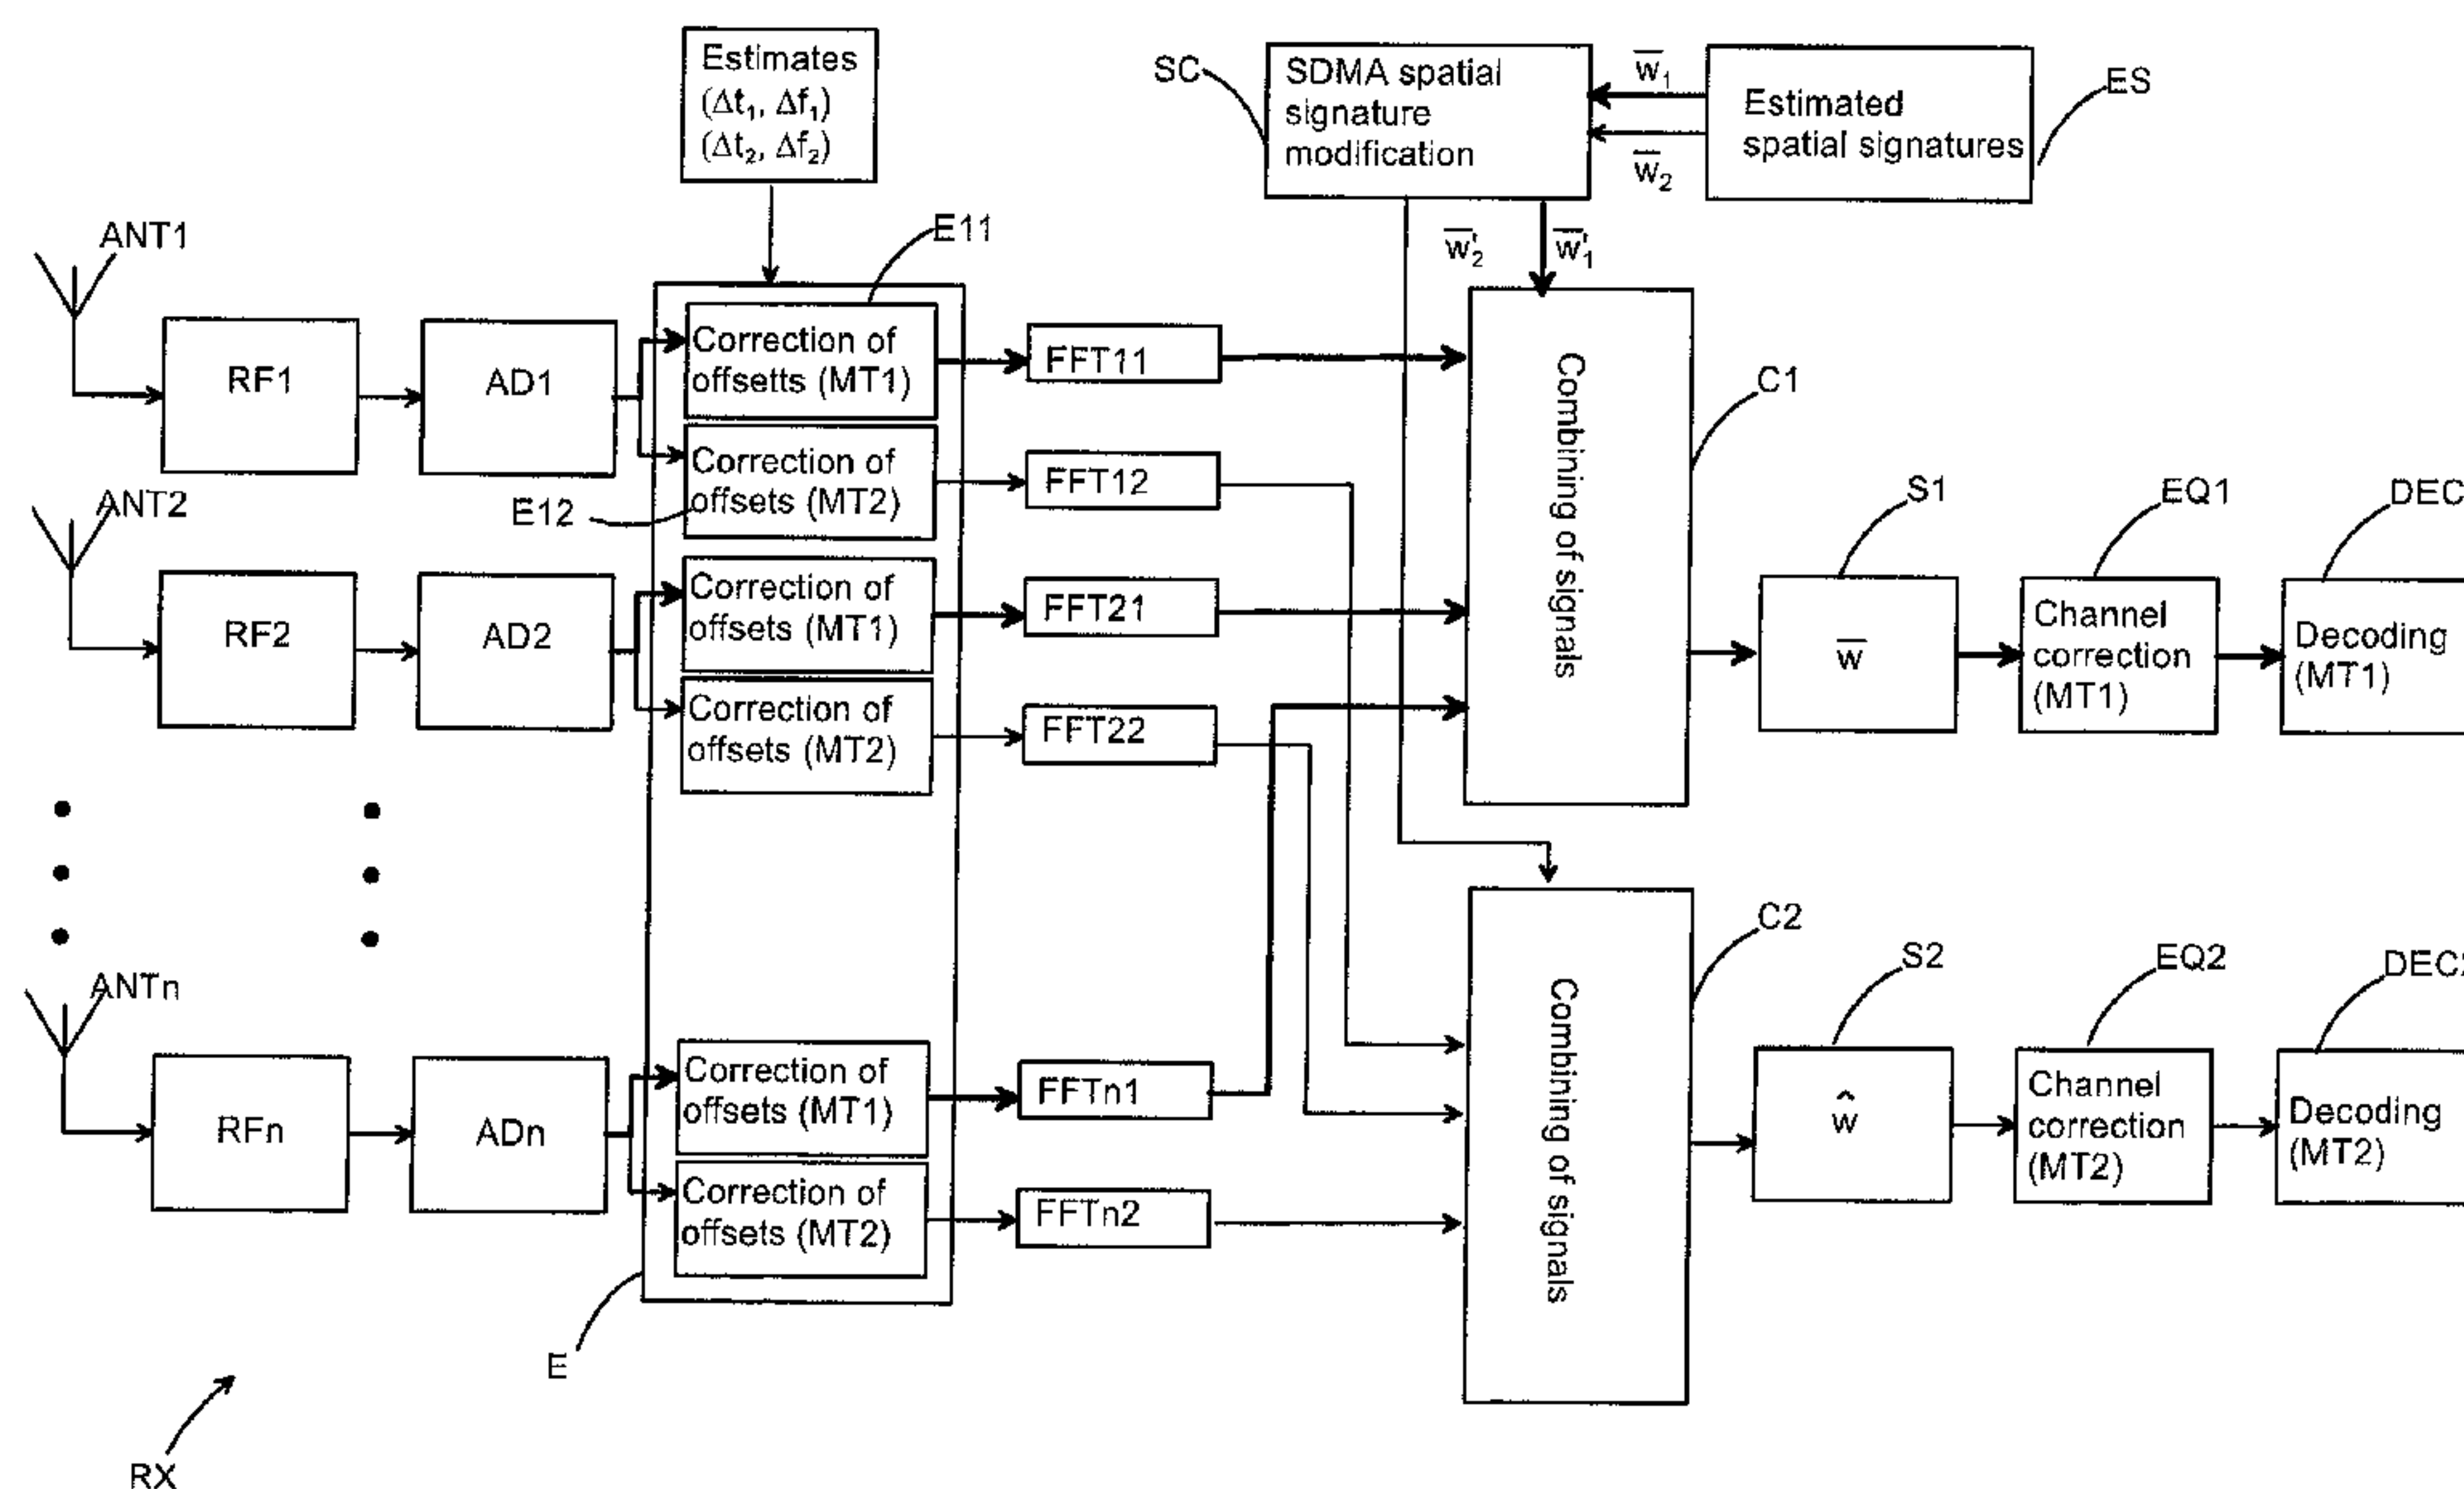 Estimates
(Δt₁, Δf₁)
(Δt₂, Δf₂)
SC
SDMA spatial
signature
modification
w̅₁
w̅₂
Estimated
spatial signatures
ES
w̅'₂
w̅'₁
ANT1
RF1
AD1
E11
Correction of
offsetts (MT1)
FFT11
E12
Correction of
offsets (MT2)
FFT12
Combining of signals
C1
ANT2
RF2
AD2
Correction of
offsets (MT1)
FFT21
Correction of
offsets (MT2)
FFT22
S1
w̅
EQ1
Channel
correction
(MT1)
DEC
Decoding
(MT1)
ANTn
RFn
ADn
Correction of
offsets (MT1)
FFTn1
Correction of
offsets (MT2)
FFTn2
Combining of signals
C2
S2
ŵ
EQ2
Channel
correction
(MT2)
DEC2
Decoding
(MT2)
E
RX